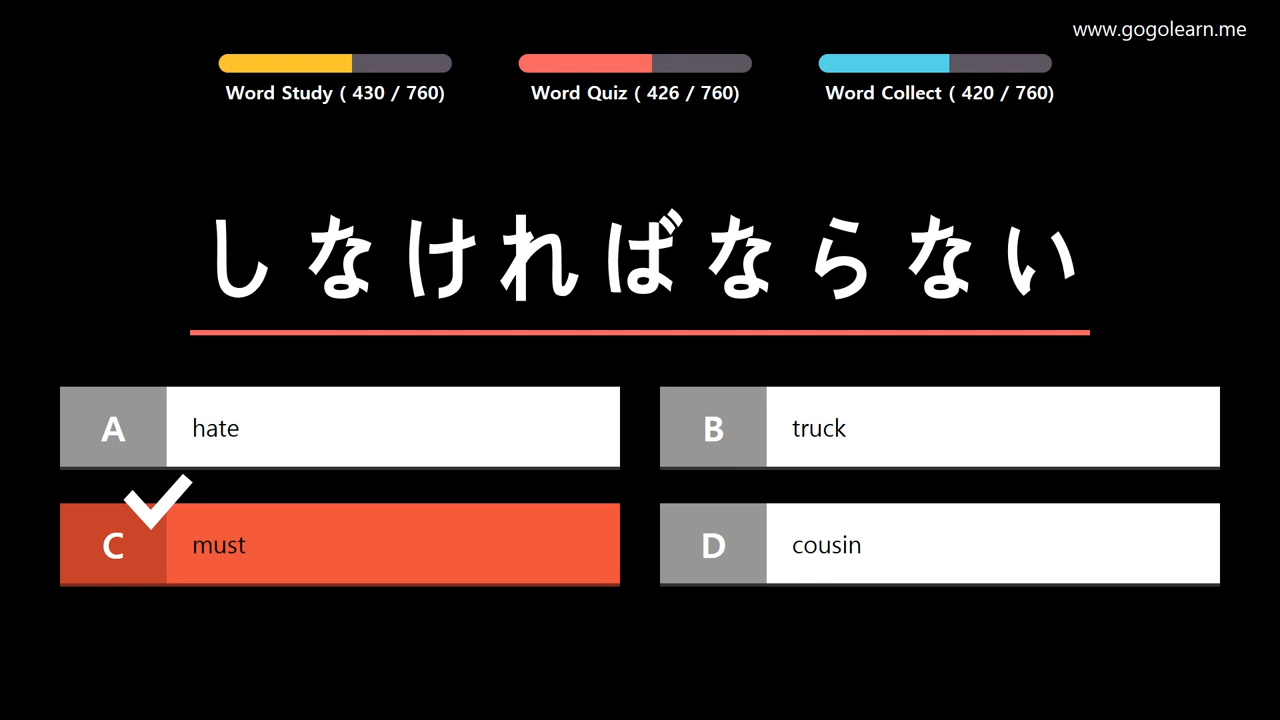 www.gogolearn.me
Word Study ( 430 / 760)
Word Quiz ( 426 / 760)
Word Collect ( 420 / 760)
しなければならない
A hate
B truck
C must
D cousin